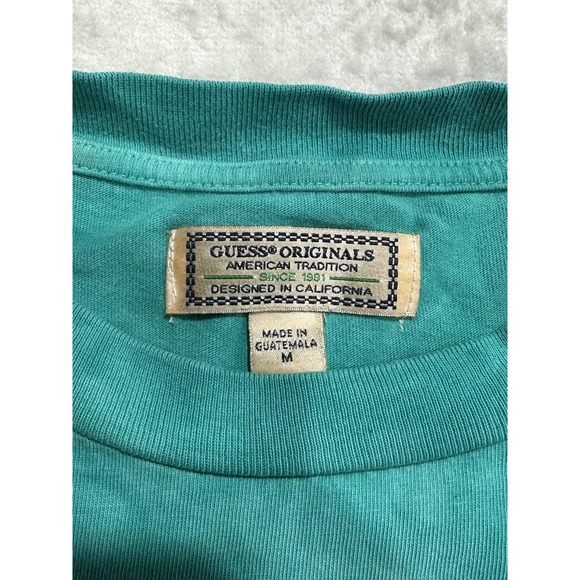 GUESS® ORIGINALS
AMERICAN TRADITION
SINCE 1981
DESIGNED IN CALIFORNIA
MADE IN
GUATEMALA
M